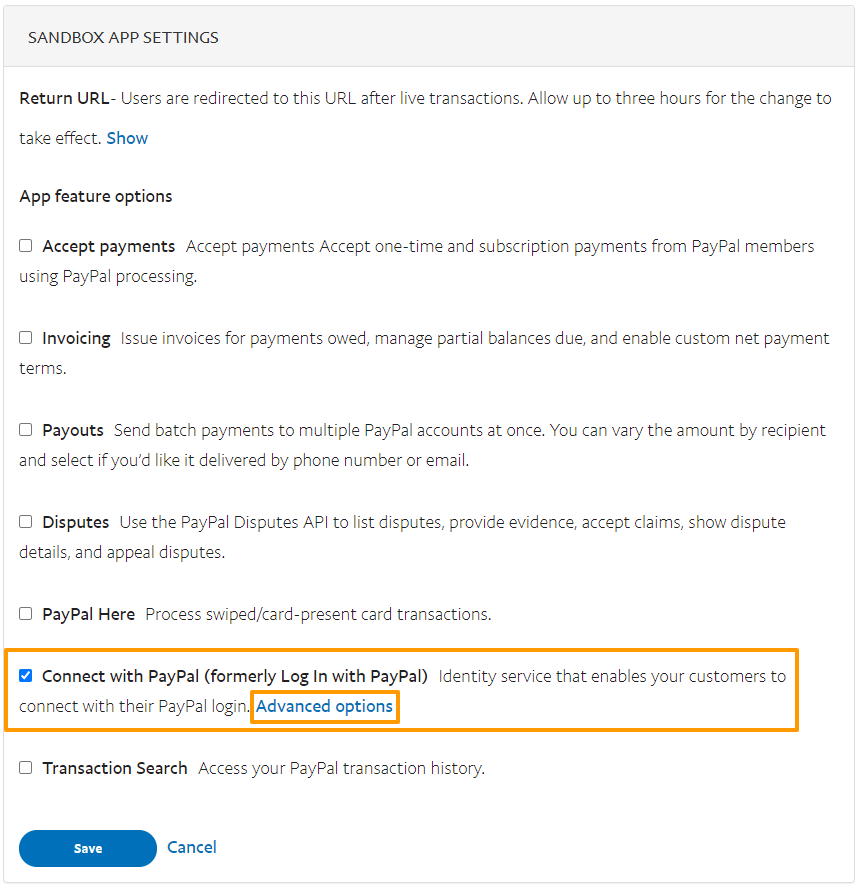 SANDBOX APP SETTINGS
Return URL- Users are redirected to this URL after live transactions. Allow up to three hours for the change to
take effect. Show
App feature options
Accept payments Accept payments Accept one-time and subscription payments from PayPal members
using PayPal processing.
Invoicing Issue invoices for payments owed, manage partial balances due, and enable custom net payment
terms.
Payouts Send batch payments to multiple PayPal accounts at once. You can vary the amount by recipient
and select if you’d like it delivered by phone number or email.
Disputes Use the PayPal Disputes API to list disputes, provide evidence, accept claims, show dispute
details, and appeal disputes.
PayPal Here Process swiped/card-present card transactions.
Connect with PayPal (formerly Log In with PayPal) Identity service that enables your customers to
connect with their PayPal login. Advanced options
Transaction Search Access your PayPal transaction history.
Save Cancel